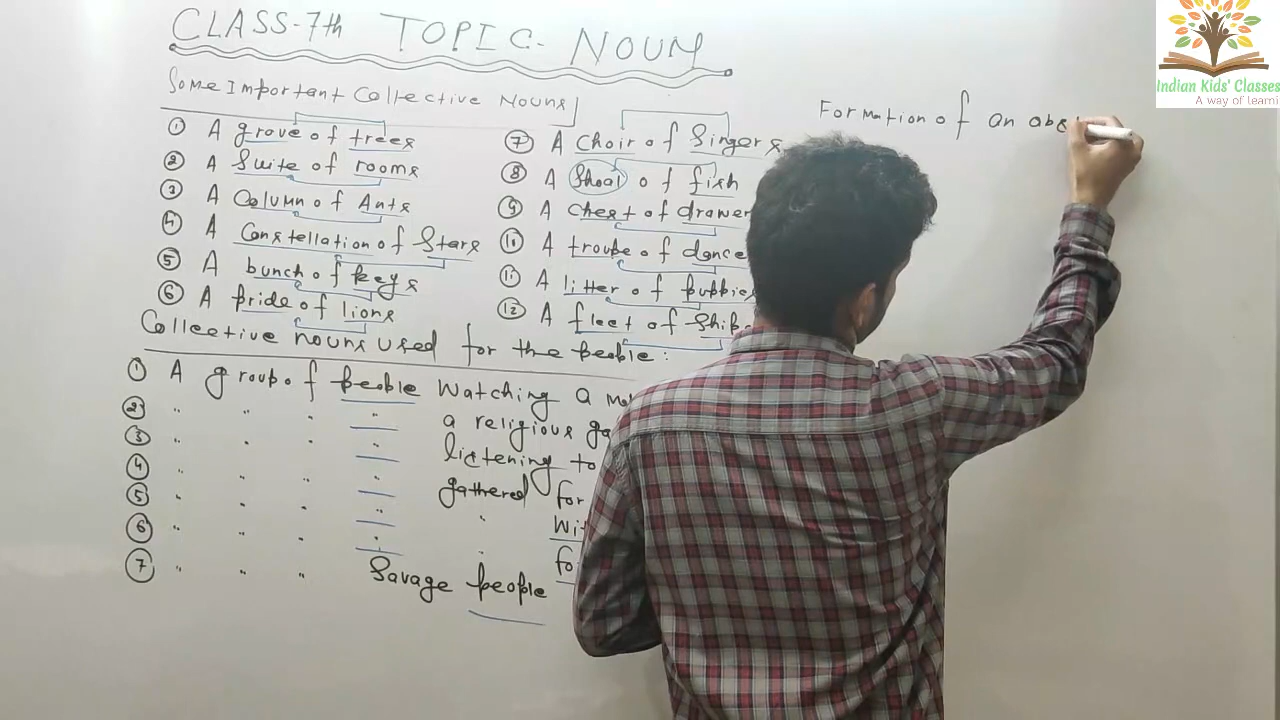 CLASS-7th TOPIC- NOUN
Some Important Collective Nouns
① A grove of trees
② A Suite of rooms
③ A Column of Ants
④ A Constellation of Stars
⑤ A bunch of keys
⑥ A pride of lions
⑦ A Choir of Singers
⑧ A Shoal of fish
⑨ A Chest of drawer
⑩ A troupe of dance
⑪ A litter of puppies
⑫ A fleet of Ships
Collective nouns used for the people:
① A group of people Watching a
② " " " " a religious
③ " " " " listening to
④ " " " " gathered for
⑤ " " " " "
⑥ " " " " "
⑦ " " " Savage people for
Formation of an abs
Indian Kids' Classes
A way of learni